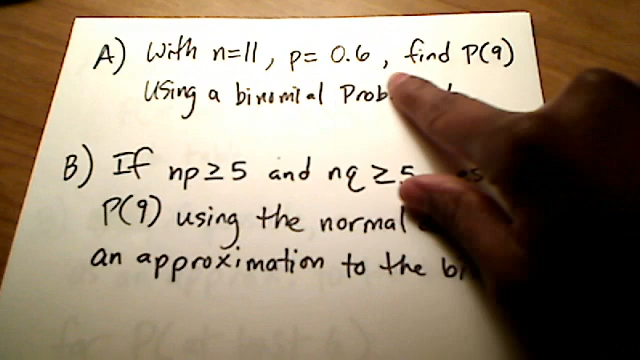 A) With n=11, p= 0.6, find P(9)
Using a binomial
B) If np≥5 and nq≥5
P(9) using the normal
an approximation to the